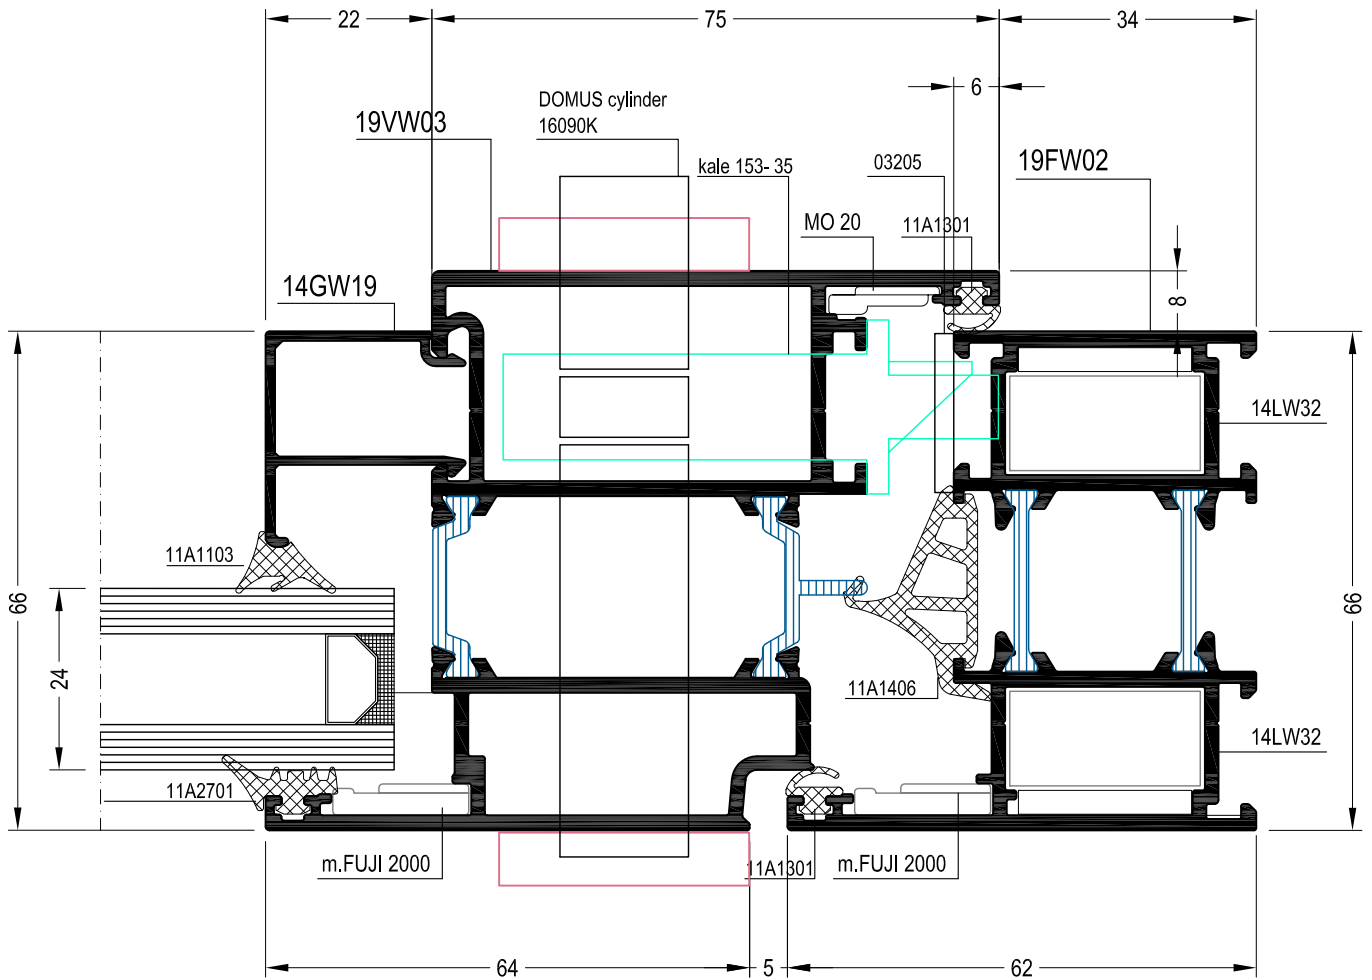 22
75
34
6
DOMUS cylinder
16090K
19VW03
kale 153- 35
03205
19FW02
MO 20
11A1301
14GW19
8
14LW32
11A1103
66
24
66
11A1406
14LW32
11A2701
m.FUJI 2000
11A1301
m.FUJI 2000
64
5
62